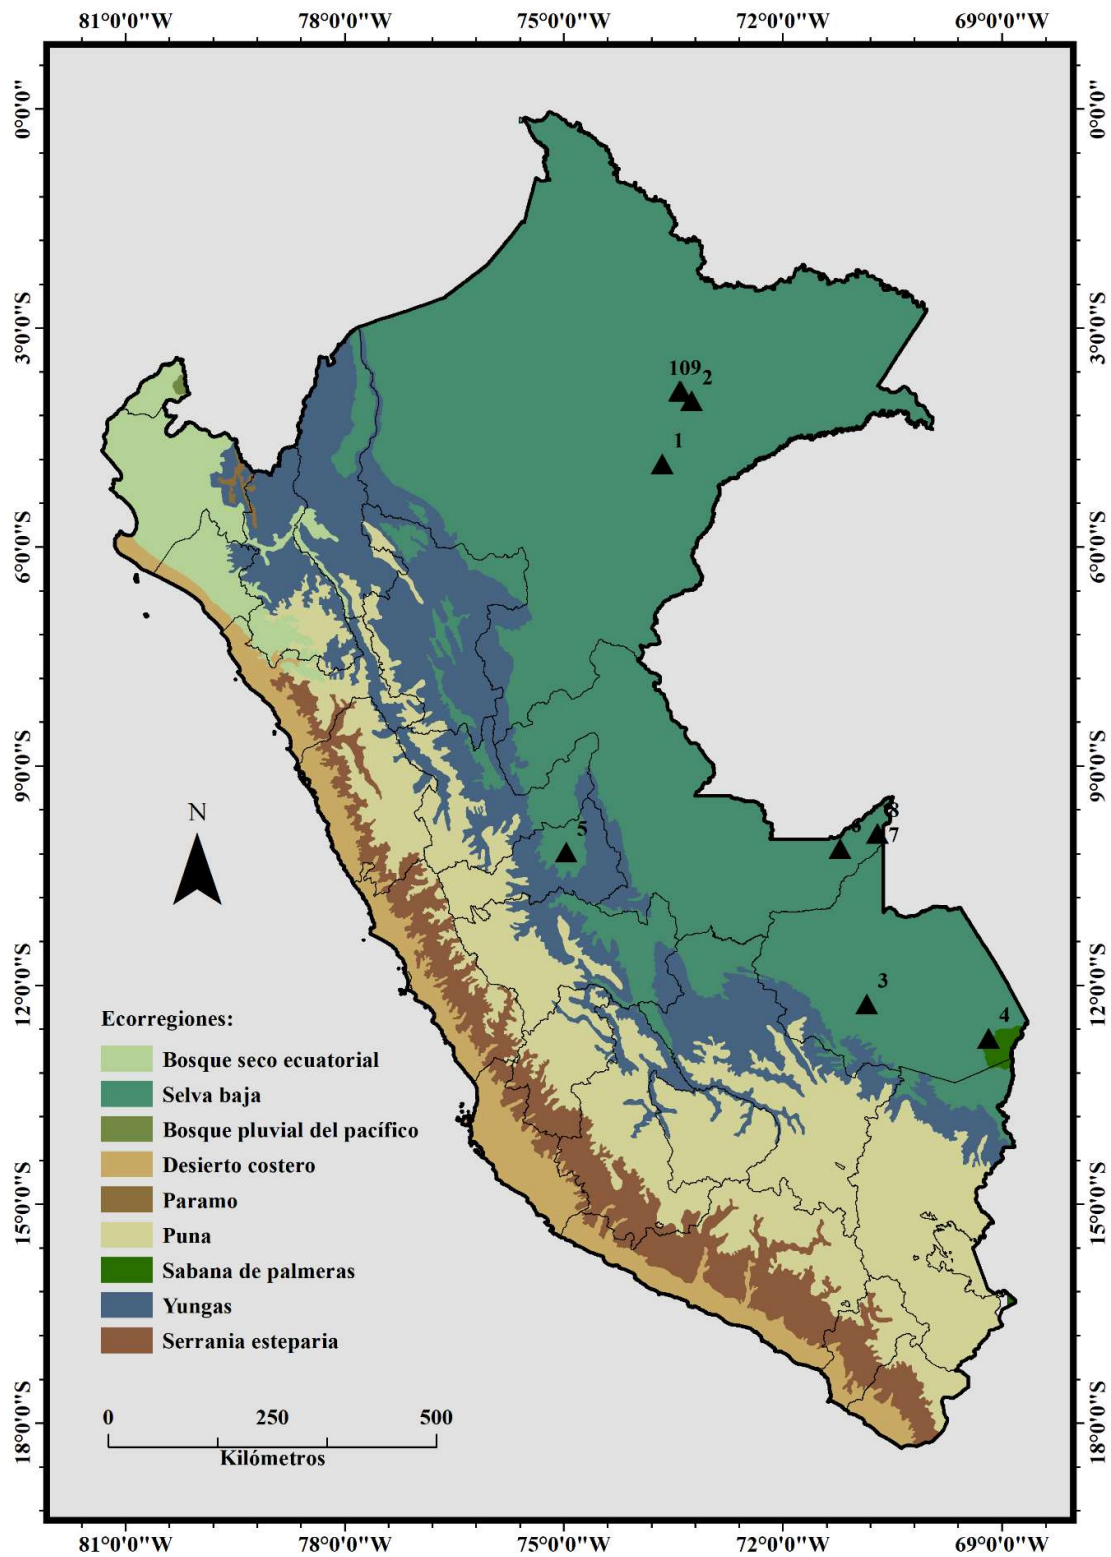 81°0'0"W 78°0'0"W 75°0'0"W 72°0'0"W 69°0'0"W
0°0'0" 0°0'0"
3°0'0"S 3°0'0"S
109 2
1
6°0'0"S 6°0'0"S
9°0'0"S 9°0'0"S
N
5 6 8
7
12°0'0"S 12°0'0"S
3
4
Ecorregiones:
Bosque seco ecuatorial
Selva baja
Bosque pluvial del pacífico
Desierto costero
Paramo
15°0'0"S 15°0'0"S
Puna
Sabana de palmeras
Yungas
Serrania esteparia
0 250 500
Kilómetros
18°0'0"S 18°0'0"S
81°0'0"W 78°0'0"W 75°0'0"W 72°0'0"W 69°0'0"W